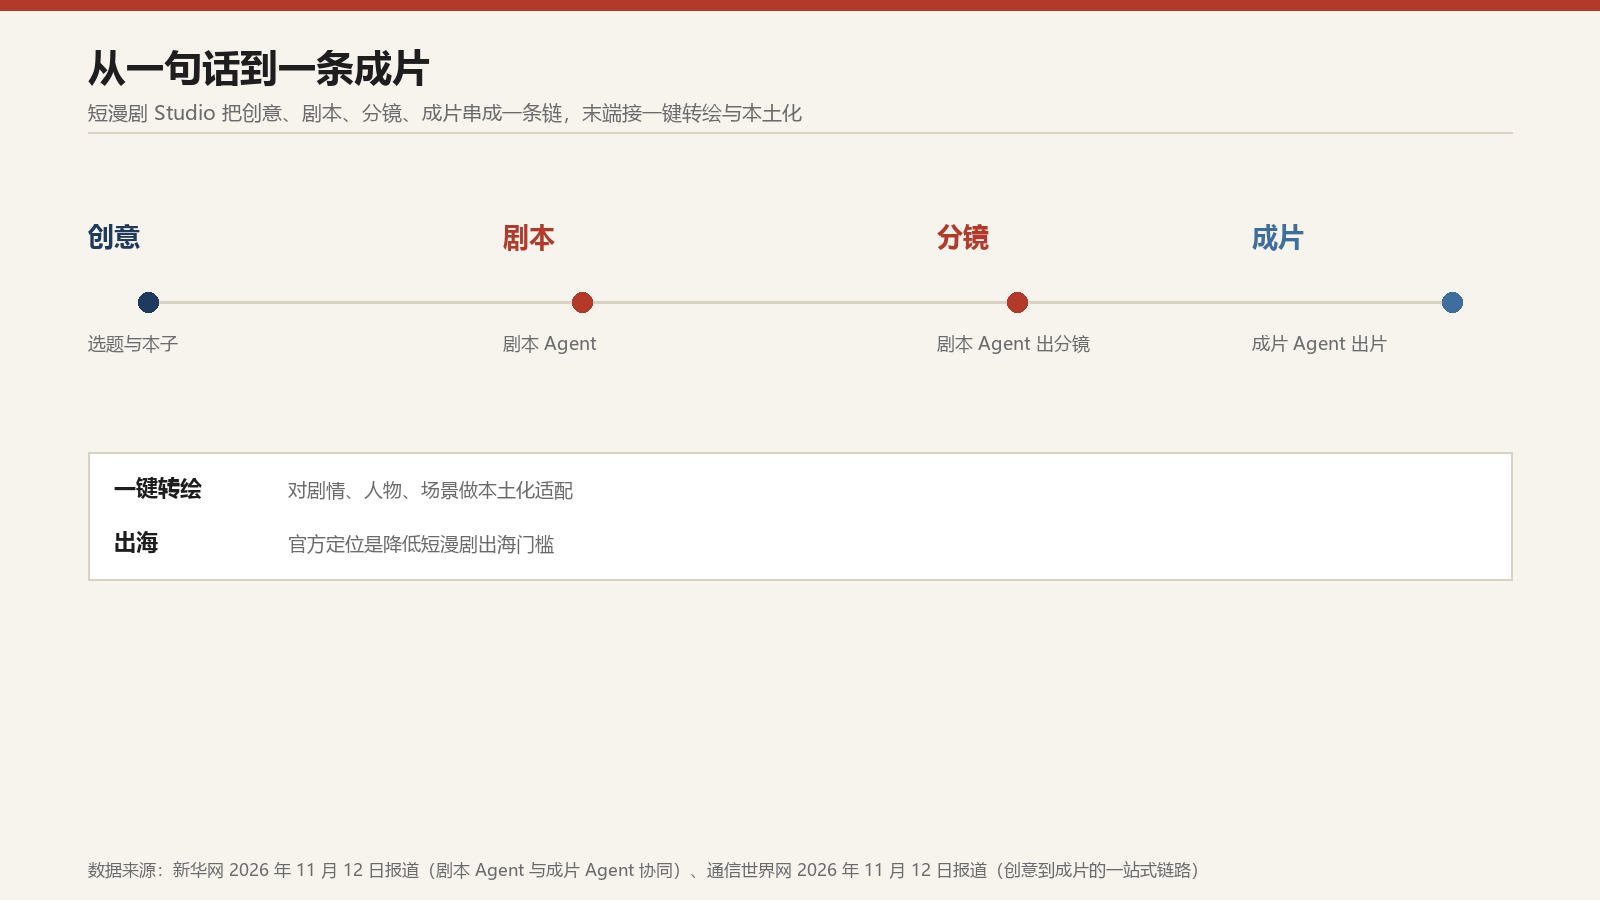 从一句话到一条成片
短漫剧 Studio 把创意、剧本、分镜、成片串成一条链，末端接一键转绘与本土化
创意
剧本
分镜
成片
选题与本子
剧本 Agent
剧本 Agent 出分镜
成片 Agent 出片
一键转绘
对剧情、人物、场景做本土化适配
出海
官方定位是降低短漫剧出海门槛
数据来源：新华网 2026 年 11 月 12 日报道（剧本 Agent 与成片 Agent 协同）、通信世界网 2026 年 11 月 12 日报道（创意到成片的一站式链路）